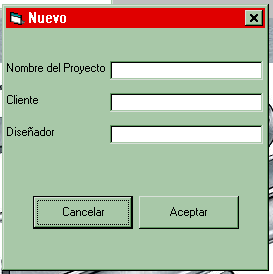 Nuevo
Nombre del Proyecto
Cliente
Diseñador
Cancelar Aceptar